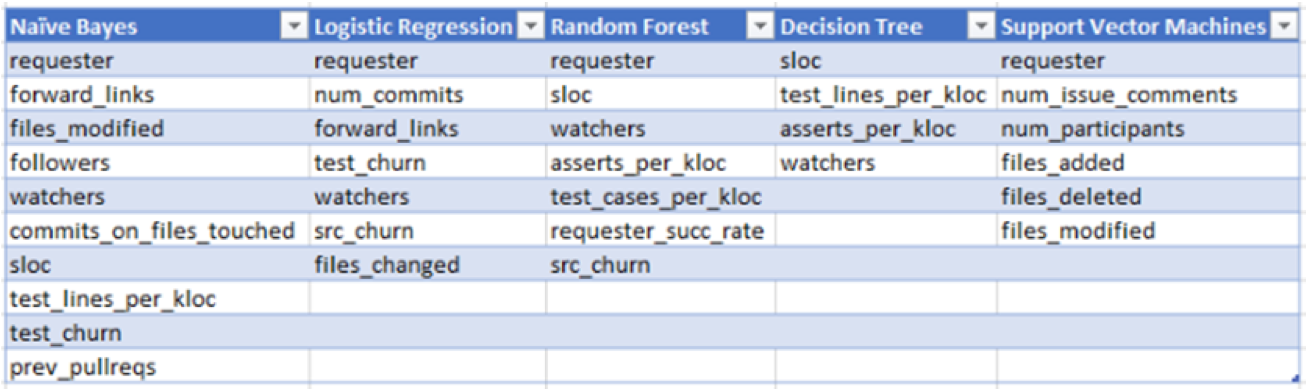 Naïve Bayes Logistic Regression Random Forest Decision Tree Support Vector Machines
requester requester requester sloc requester
forward_links num_commits sloc test_lines_per_kloc num_issue_comments
files_modified forward_links watchers asserts_per_kloc num_participants
followers test_churn asserts_per_kloc watchers files_added
watchers watchers test_cases_per_kloc files_deleted
commits_on_files_touched src_churn requester_succ_rate files_modified
sloc files_changed src_churn
test_lines_per_kloc
test_churn
prev_pullreqs